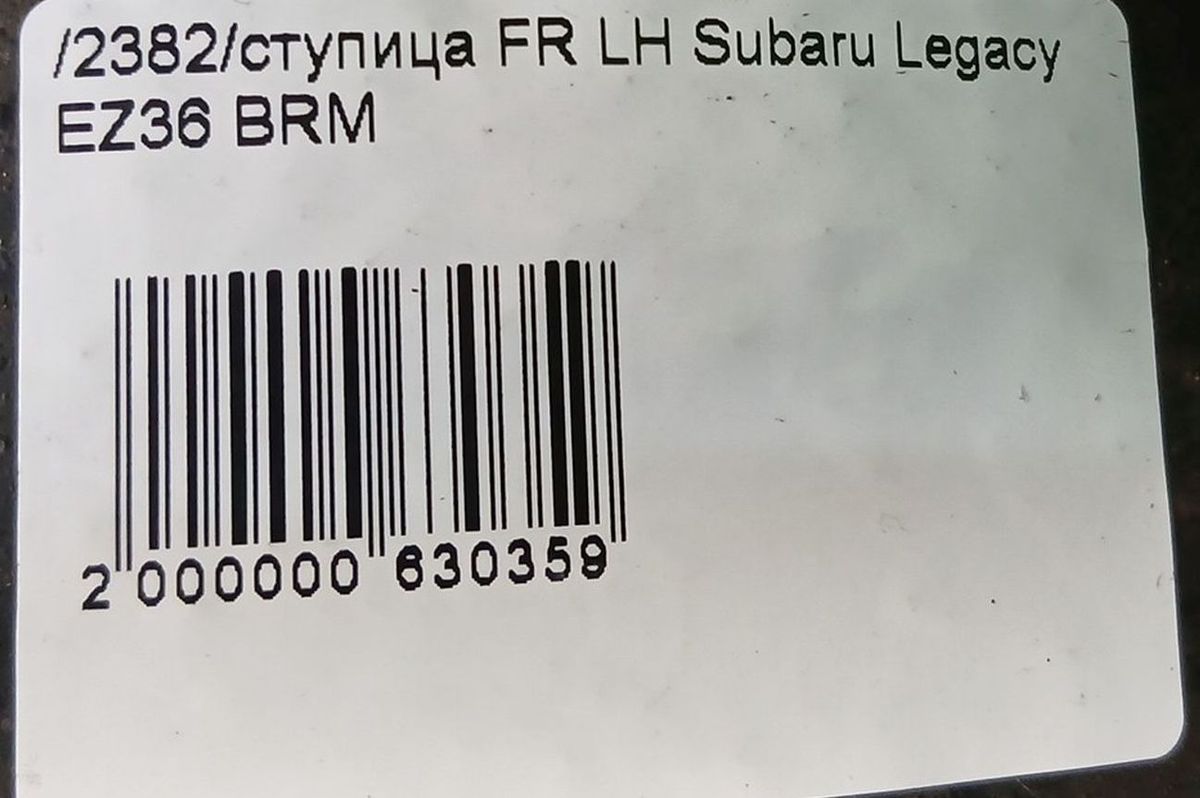 /2382/ступица FR LH Subaru Legacy
EZ36 BRM
2 000000 630359